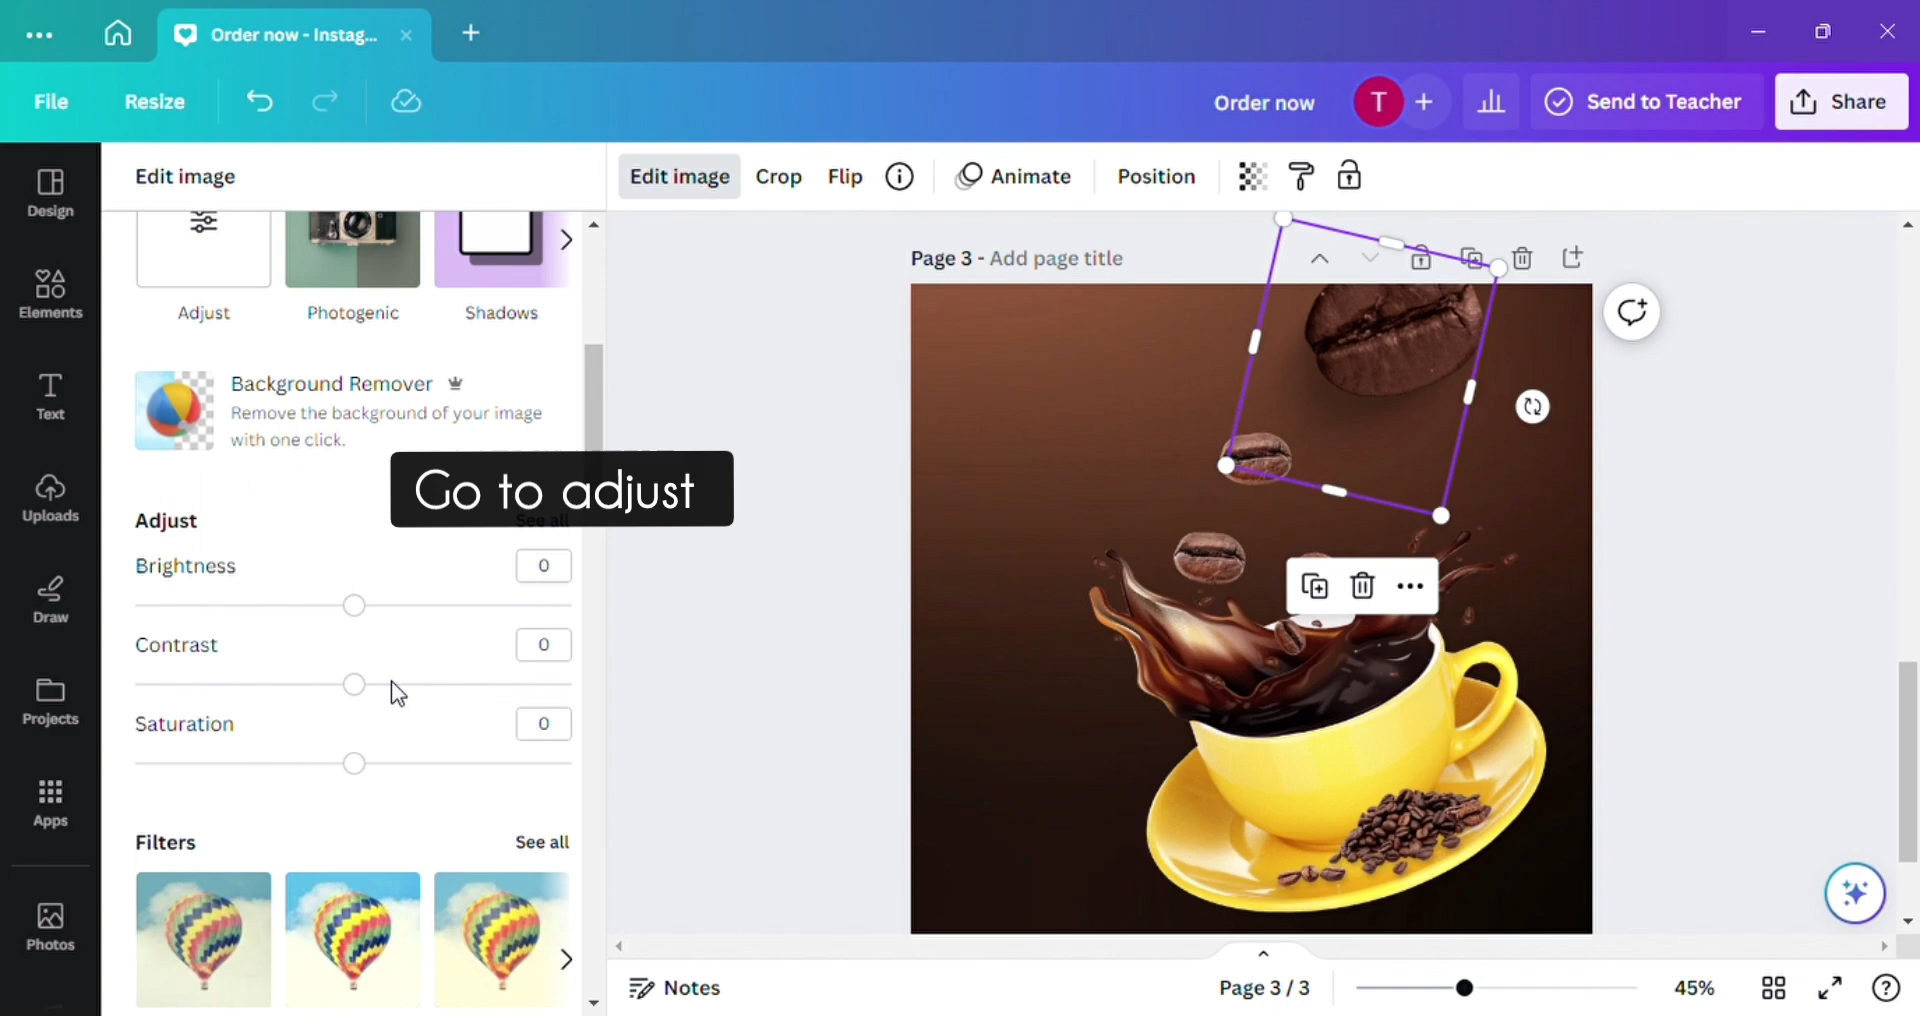 Order now - Instag...
File
Resize
Order now
T
Send to Teacher
Share
Edit image
Edit image
Crop
Flip
Animate
Position
Design
Elements
Text
Uploads
Draw
Projects
Apps
Photos
Adjust
Photogenic
Shadows
Background Remover
Remove the background of your image
with one click.
Go to adjust
Adjust
See all
Brightness
0
Contrast
0
Saturation
0
Filters
See all
Page 3 - Add page title
Notes
Page 3 / 3
45%